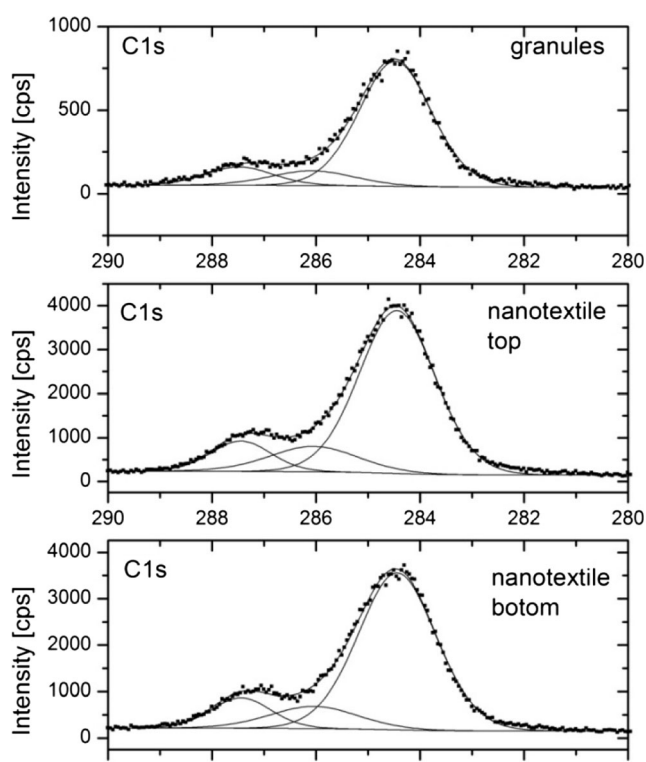 C1s
granules
Intensity [cps]
1000
500
0
290 288 286 284 282 280
C1s
nanotextile
top
Intensity [cps]
4000
3000
2000
1000
0
290 288 286 284 282 280
C1s
nanotextile
botom
Intensity [cps]
4000
3000
2000
1000
0